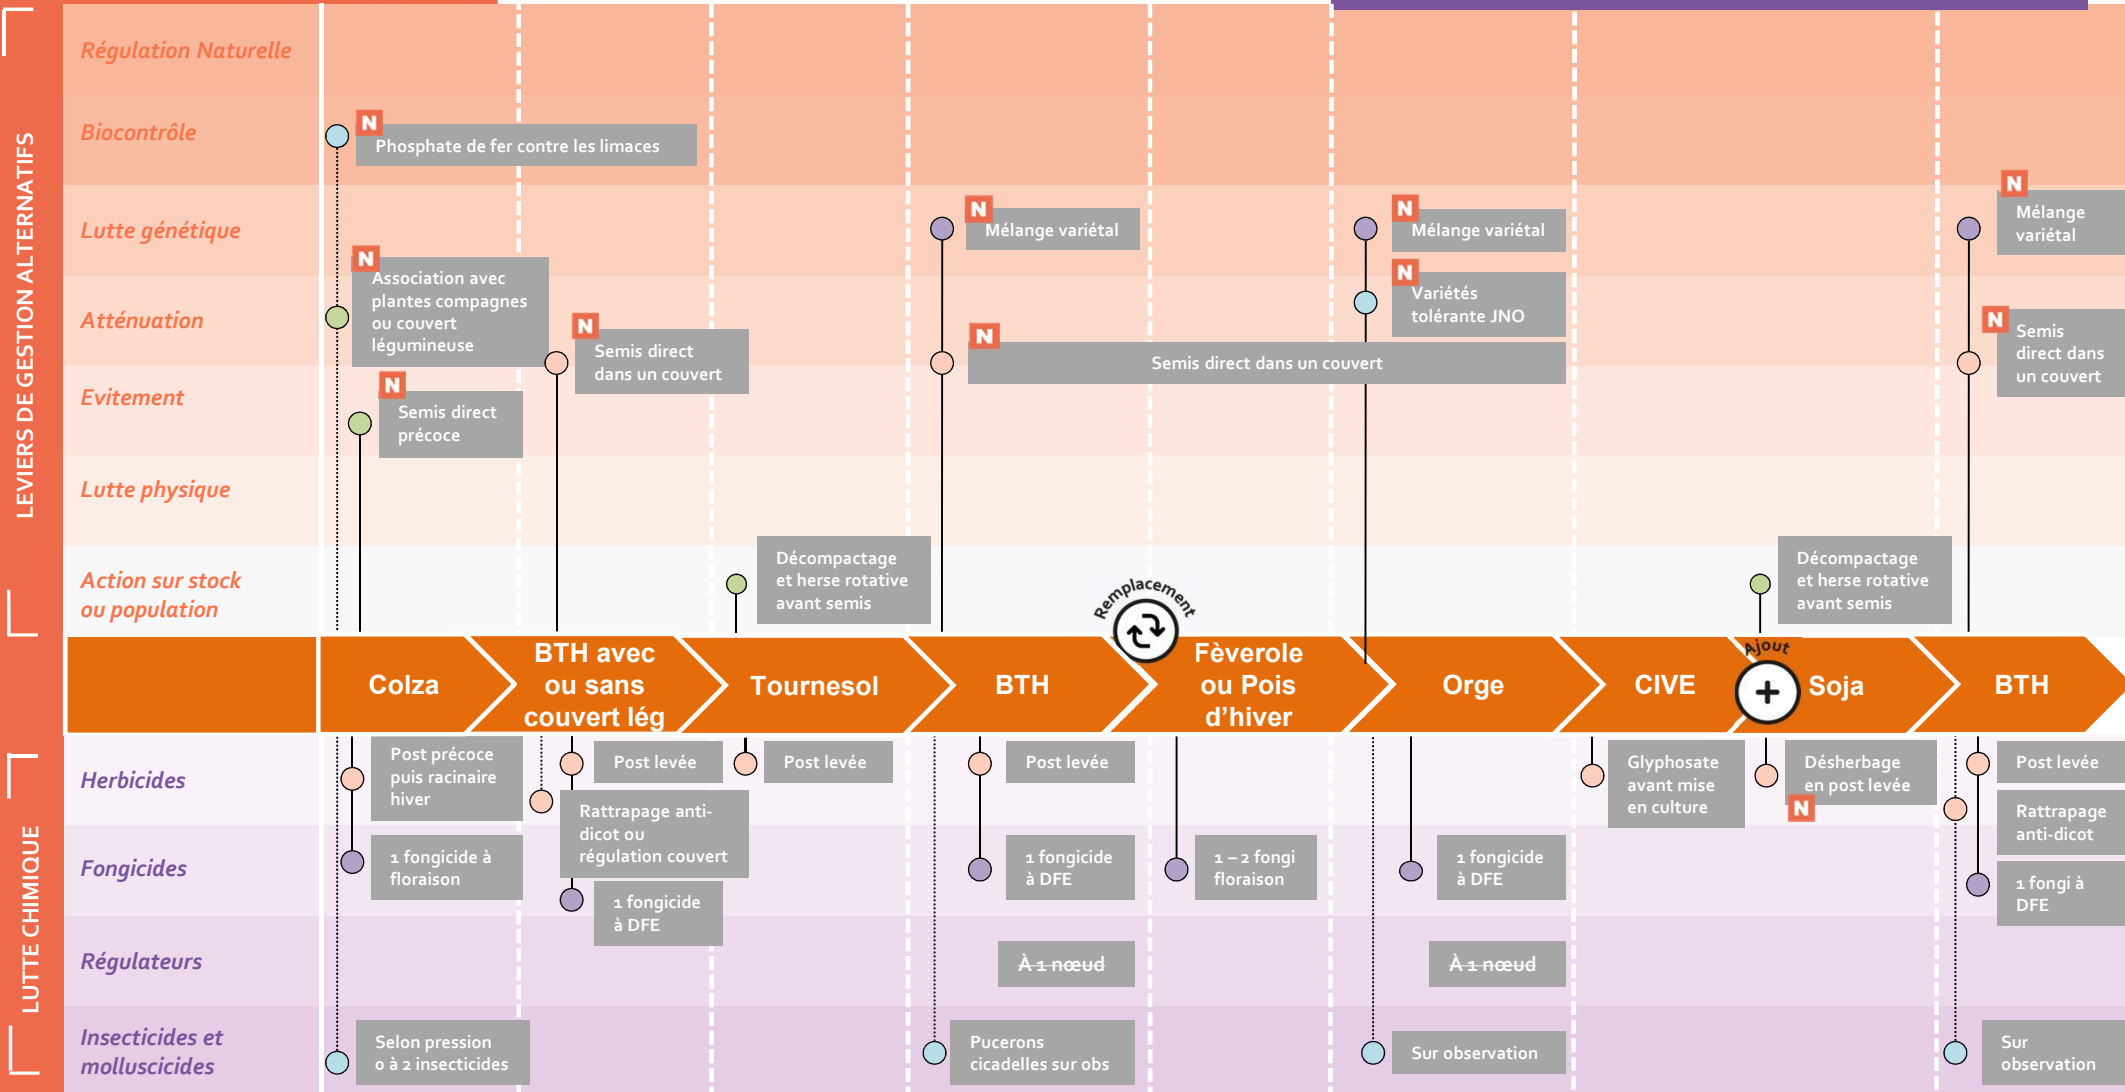 LEVIERS DE GESTION ALTERNATIFS
Régulation Naturelle
Biocontrôle
N
Phosphate de fer contre les limaces
Lutte génétique
N
Mélange variétal
N
Mélange variétal
N
Mélange
variétal
Atténuation
N
Association avec
plantes compagnes
ou couvert
légumineuse
N
Semis direct
dans un couvert
N
Semis direct dans un couvert
N
Variétés
tolérante JNO
N
Semis
direct dans
un couvert
Evitement
N
Semis direct
précoce
Lutte physique
Action sur stock
ou population
Décompactage
et herse rotative
avant semis
Décompactage
et herse rotative
avant semis
Remplacement
Ajout
Colza
BTH avec
ou sans
couvert lég
Tournesol
BTH
Fèverole
ou Pois
d'hiver
Orge
CIVE
Soja
BTH
LUTTE CHIMIQUE
Herbicides
Post précoce
puis racinaire
hiver
Post levée
Rattrapage anti-
dicot ou
régulation couvert
Post levée
Post levée
Glyphosate
avant mise
en culture
Désherbage
en post levée
N
Post levée
Rattrapage
anti-dicot
Fongicides
1 fongicide à
floraison
1 fongicide
à DFE
1 fongicide
à DFE
1 – 2 fongi
floraison
1 fongicide
à DFE
1 fongi à
DFE
Régulateurs
À 1 nœud
À 1 nœud
Insecticides et
molluscicides
Selon pression
0 à 2 insecticides
Pucerons
cicadelles sur obs
Sur observation
Sur
observation